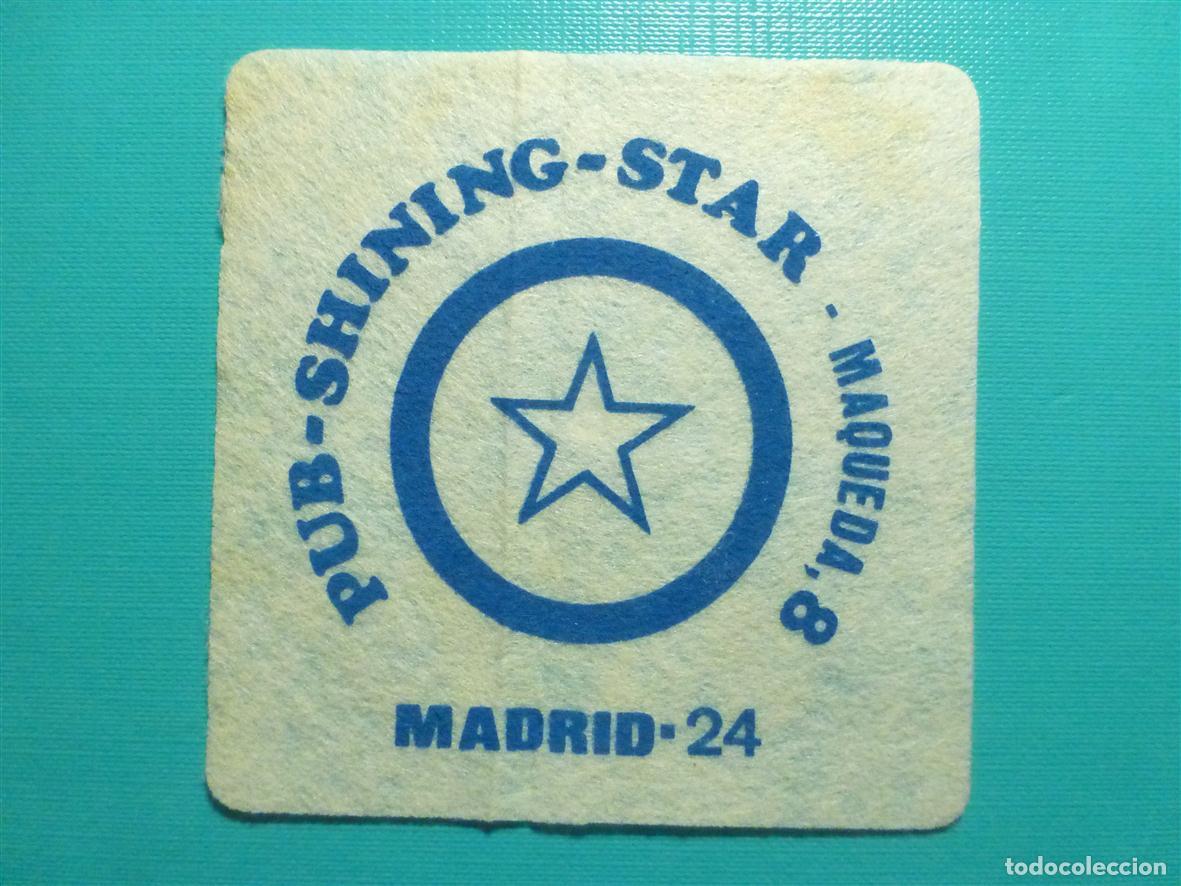 PUB-SHINING-STAR - MAQUEDA, 8
MADRID-24
todocoleccion